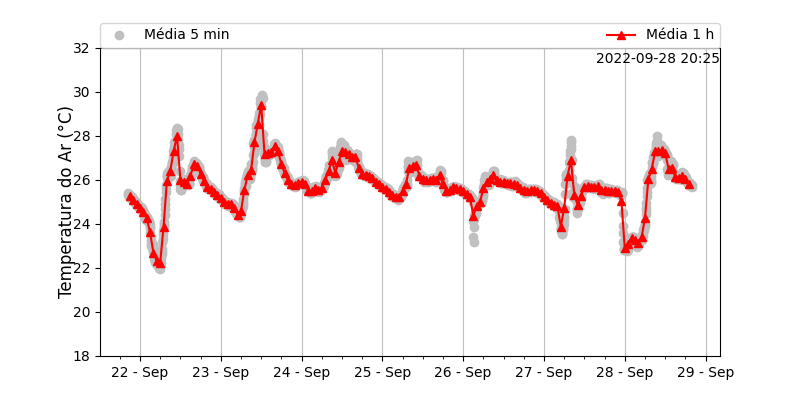 Média 5 min
Média 1 h
2022-09-28 20:25
Temperatura do Ar (°C)
32
30
28
26
24
22
20
18
22 - Sep
23 - Sep
24 - Sep
25 - Sep
26 - Sep
27 - Sep
28 - Sep
29 - Sep